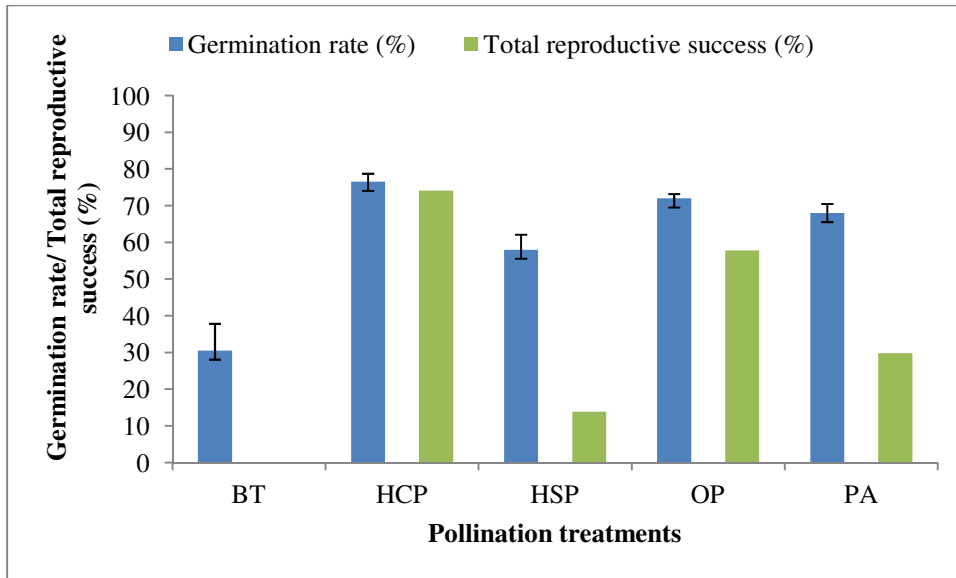 Germination rate (%) Total reproductive success (%)
Germination rate/ Total reproductive
success (%)
100
90
80
70
60
50
40
30
20
10
0
BT HCP HSP OP PA
Pollination treatments